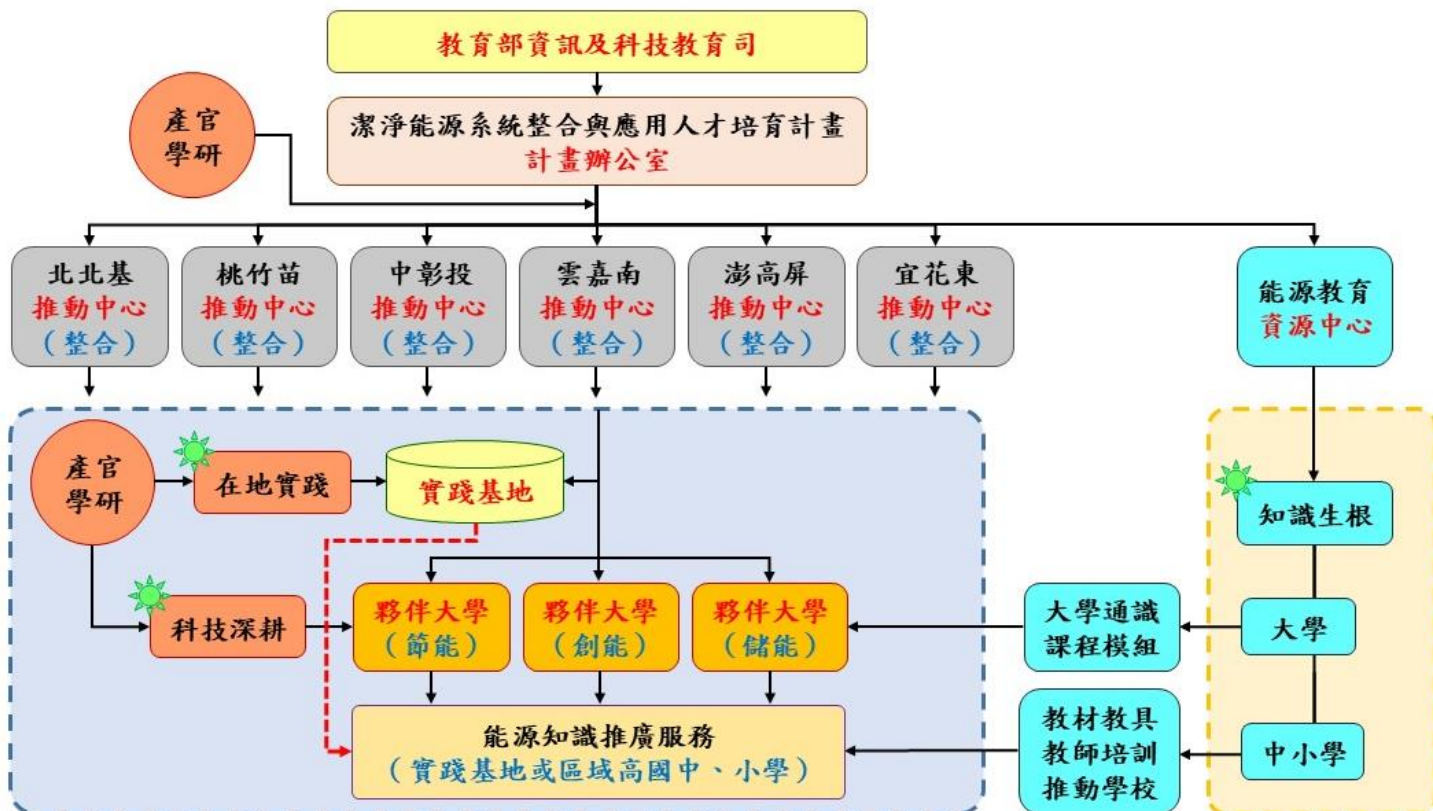 教育部資訊及科技教育司
產官
學研
潔淨能源系統整合與應用人才培育計畫
計畫辦公室
北北基
推動中心
（整合）
桃竹苗
推動中心
（整合）
中彰投
推動中心
（整合）
雲嘉南
推動中心
（整合）
澎高屏
推動中心
（整合）
宜花東
推動中心
（整合）
能源教育
資源中心
產官
學研
在地實踐
實踐基地
知識生根
科技深耕
夥伴大學
（節能）
夥伴大學
（創能）
夥伴大學
（儲能）
大學通識
課程模組
大學
能源知識推廣服務
（實踐基地或區域高國中、小學）
教材教具
教師培訓
推動學校
中小學